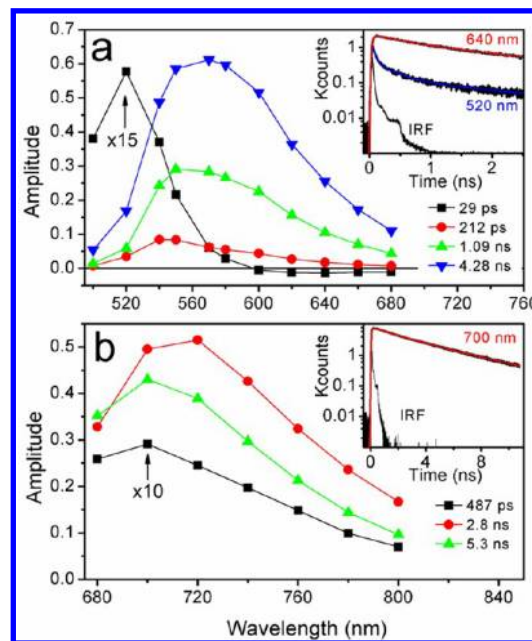 a
0.6
0.5
0.4
0.3
0.2
0.1
0.0
Amplitude
x15
520 560 600 640 680 720 760
29 ps
212 ps
1.09 ns
4.28 ns
640 nm
520 nm
IRF
Kcounts
1
0.1
0.01
0 1 2
Time (ns)
b
0.5
0.4
0.3
0.2
0.1
0.0
Amplitude
x10
680 720 760 800 840
Wavelength (nm)
487 ps
2.8 ns
5.3 ns
700 nm
IRF
Kcounts
1
0.1
0.01
0 4 8
Time (ns)